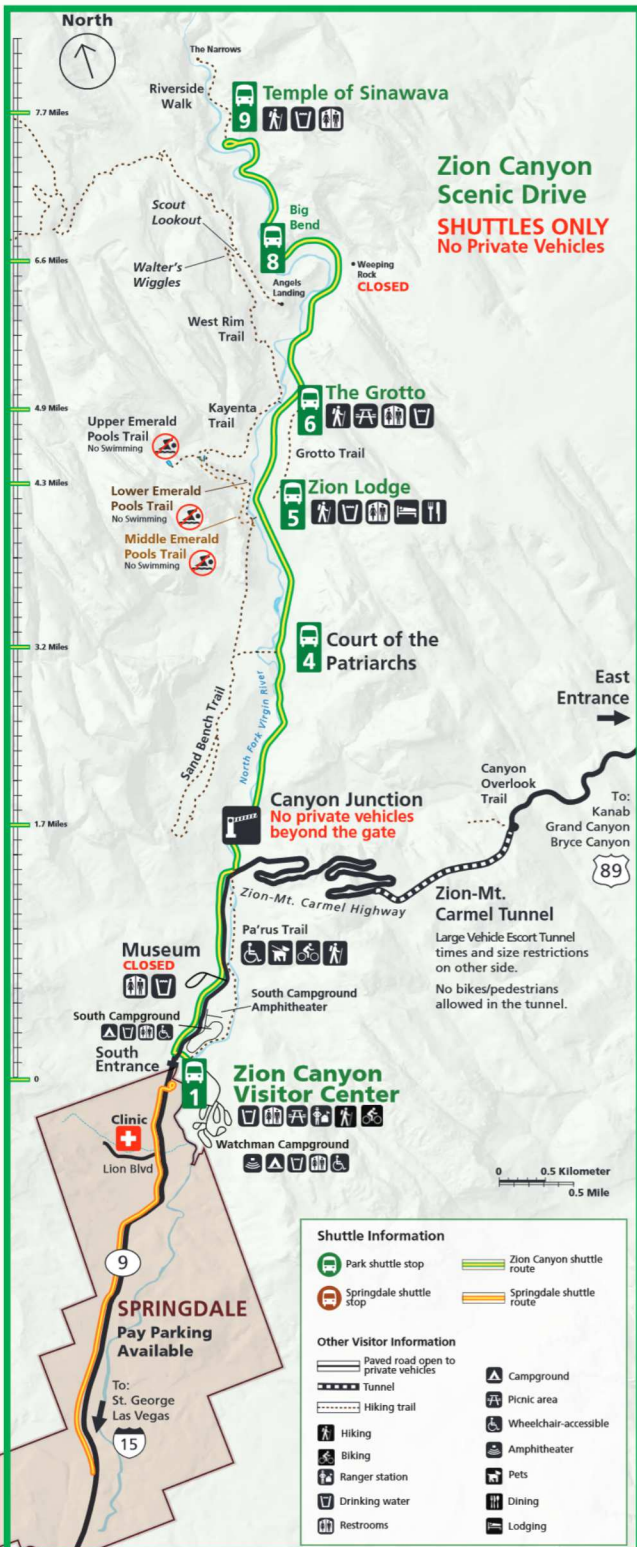 North
The Narrows
Riverside
Walk
9
Temple of Sinawava
7.7 Miles
Zion Canyon
Scenic Drive
SHUTTLES ONLY
No Private Vehicles
Scout
Lookout
Big
Bend
8
6.6 Miles
Walter's
Wiggles
Angels
Landing
Weeping
Rock
CLOSED
West Rim
Trail
The Grotto
6
4.9 Miles
Kayenta
Trail
Upper Emerald
Pools Trail
No Swimming
Grotto Trail
4.3 Miles
Lower Emerald
Pools Trail
No Swimming
Zion Lodge
5
Middle Emerald
Pools Trail
No Swimming
4
Court of the
Patriarchs
3.2 Miles
East
Entrance
Sand Bench Trail
North Fork Virgin River
Canyon
Overlook
Trail
Canyon Junction
No private vehicles
beyond the gate
1.7 Miles
To:
Kanab
Grand Canyon
Bryce Canyon
89
Zion-Mt. Carmel Highway
Zion-Mt.
Carmel Tunnel
Large Vehicle Escort Tunnel
times and size restrictions
on other side.
No bikes/pedestrians
allowed in the tunnel.
Pa'rus Trail
Museum
CLOSED
South Campground
Amphitheater
South Campground
South
Entrance
0
1
Zion Canyon
Visitor Center
Clinic
Lion Blvd
Watchman Campground
0 0.5 Kilometer
0.5 Mile
9
SPRINGDALE
Pay Parking
Available
To:
St. George
Las Vegas
15
Shuttle Information
Park shuttle stop
Zion Canyon shuttle
route
Springdale shuttle
stop
Springdale shuttle
route
Other Visitor Information
Paved road open to
private vehicles
Tunnel
Hiking trail
Hiking
Biking
Ranger station
Drinking water
Restrooms
Campground
Picnic area
Wheelchair-accessible
Amphitheater
Pets
Dining
Lodging